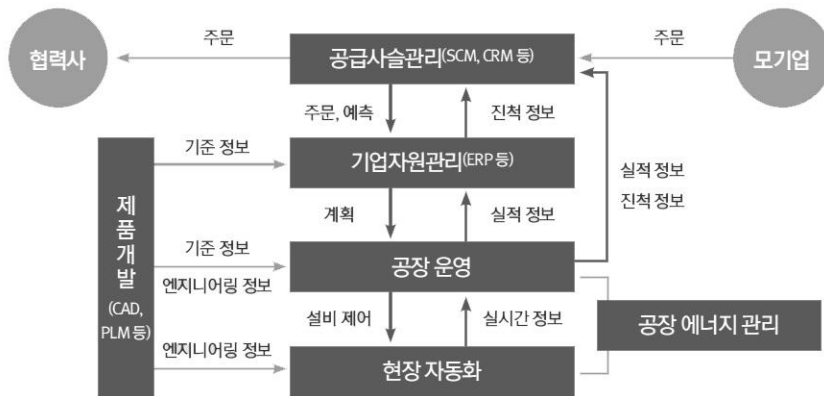 주문
주문
협력사
공급사슬관리(SCM, CRM 등)
모기업
주문, 예측
진척 정보
기준 정보
기업자원관리(ERP 등)
실적 정보
진척 정보
제품개발
(CAD,
PLM 등)
계획
실적 정보
기준 정보
엔지니어링 정보
공장 운영
설비 제어
실시간 정보
공장 에너지 관리
엔지니어링 정보
현장 자동화